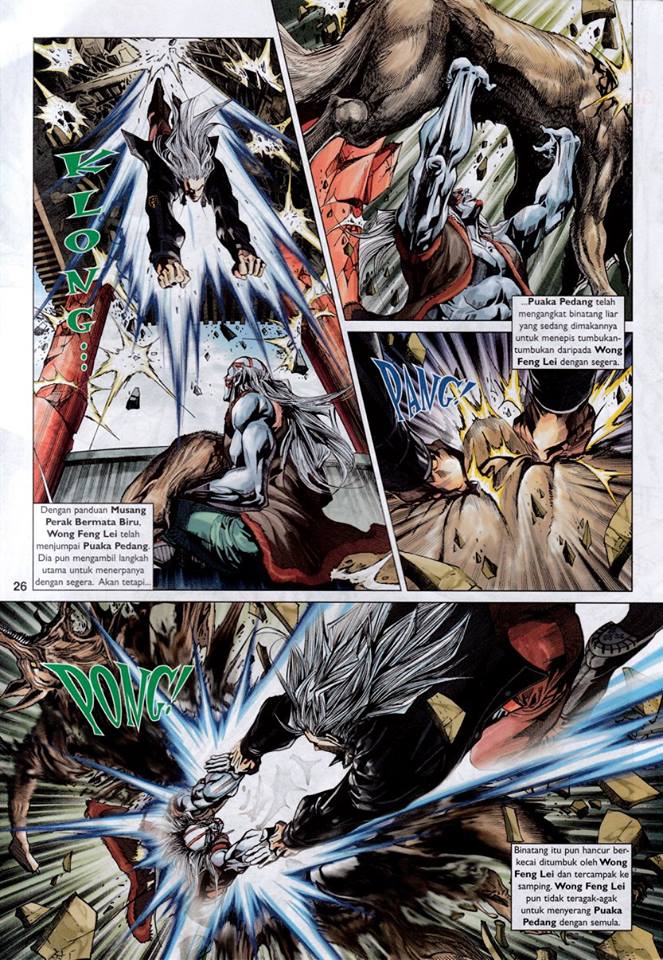 KLONG...
Dengan panduan Musang
Perak Bermata Biru,
Wong Feng Lei telah
menjumpai Puaka Pedang.
Dia pun mengambil langkah
utama untuk menerpanya
dengan segera. Akan tetapi...
...Puaka Pedang telah
mengangkat binatang liar
yang sedang dimakannya
untuk menepis tumbukan-
tumbukan daripada Wong
Feng Lei dengan segera.
PANG!
26
PONG!
Binatang itu pun hancur ber-
kecai ditumbuk oleh Wong
Feng Lei dan tercampak ke
samping. Wong Feng Lei
pun tidak teragak-agak
untuk menyerang Puaka
Pedang dengan semula.